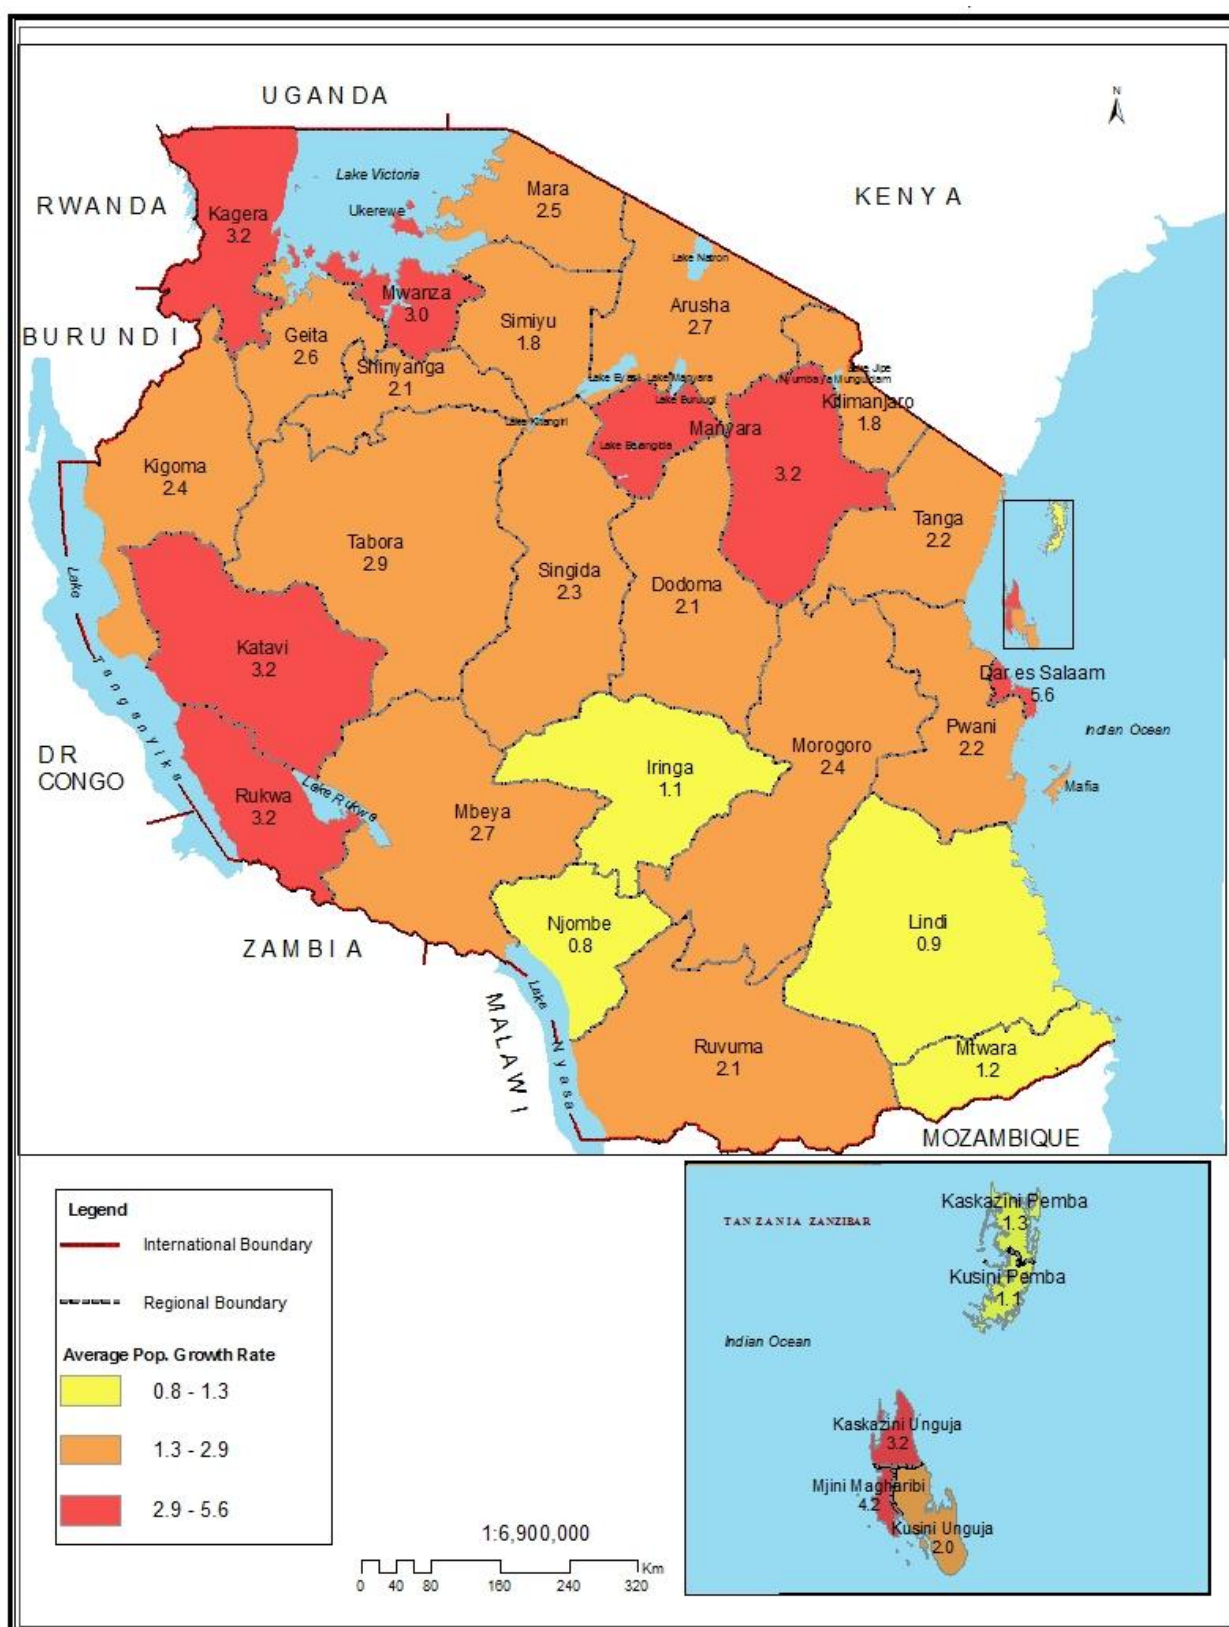 N
UGANDA
Lake Victoria
Mara
2.5
KENYA
RWANDA
Kagera
3.2
Ukerewe
Lake Natron
Mwanza
3.0
Simiyu
1.8
Arusha
2.7
BURUNDI
Geita
2.6
Shinyanga
2.1
Lake Eyasi
Lake Manyara
Lake Jipe
Lake Burungi
Kilimanjaro
1.8
Lake Kitangiri
Manyara
3.2
Kigoma
2.4
Tabora
2.9
Singida
2.3
Dodoma
2.1
Tanga
2.2
Lake Tanganyika
Katavi
3.2
Dar es Salaam
5.6
Pwani
2.2
Indian Ocean
DR
CONGO
Iringa
1.1
Morogoro
2.4
Mafia
Rukwa
3.2
Lake Rukwa
Mbeya
2.7
Njombe
0.8
Lindi
0.9
ZAMBIA
Lake Nyasa
MALAWI
Ruvuma
2.1
Mtwara
1.2
MOZAMBIQUE
Legend
International Boundary
Regional Boundary
Average Pop. Growth Rate
0.8 - 1.3
1.3 - 2.9
2.9 - 5.6
1:6,900,000
Km
0 40 80 160 240 320
TANZANIA ZANZIBAR
Kaskazini Pemba
1.3
Kusini Pemba
1.1
Indian Ocean
Kaskazini Unguja
3.2
Mjini Magharibi
4.2
Kusini Unguja
2.0